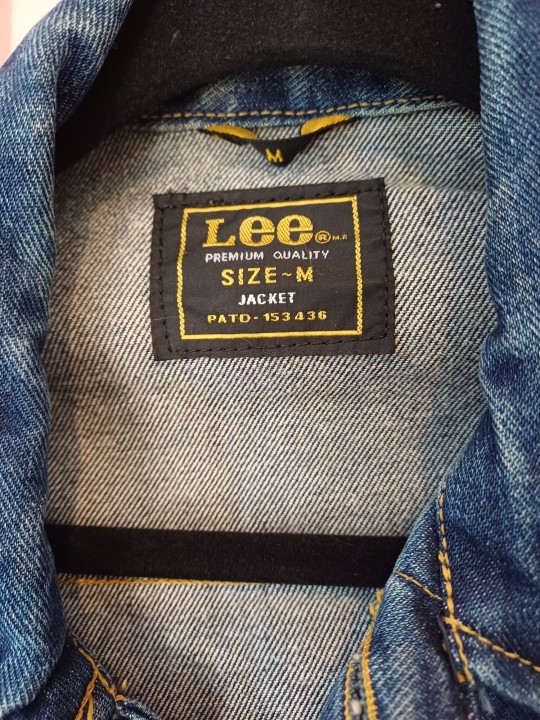 M
Lee® M.R.
PREMIUM QUALITY
SIZE~M
JACKET
PATD-153436